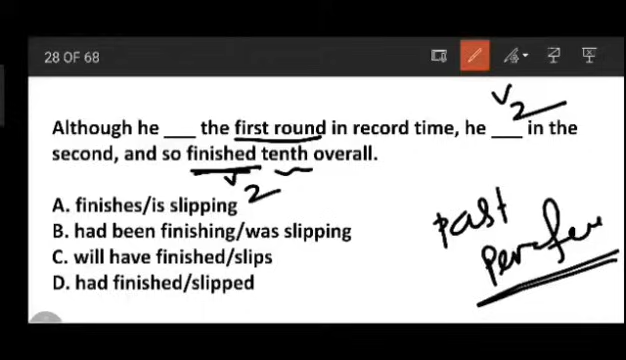 28 OF 68
V2
Although he ___ the first round in record time, he ___ in the
second, and so finished tenth overall.
V2
A. finishes/is slipping
B. had been finishing/was slipping
C. will have finished/slips
D. had finished/slipped
past